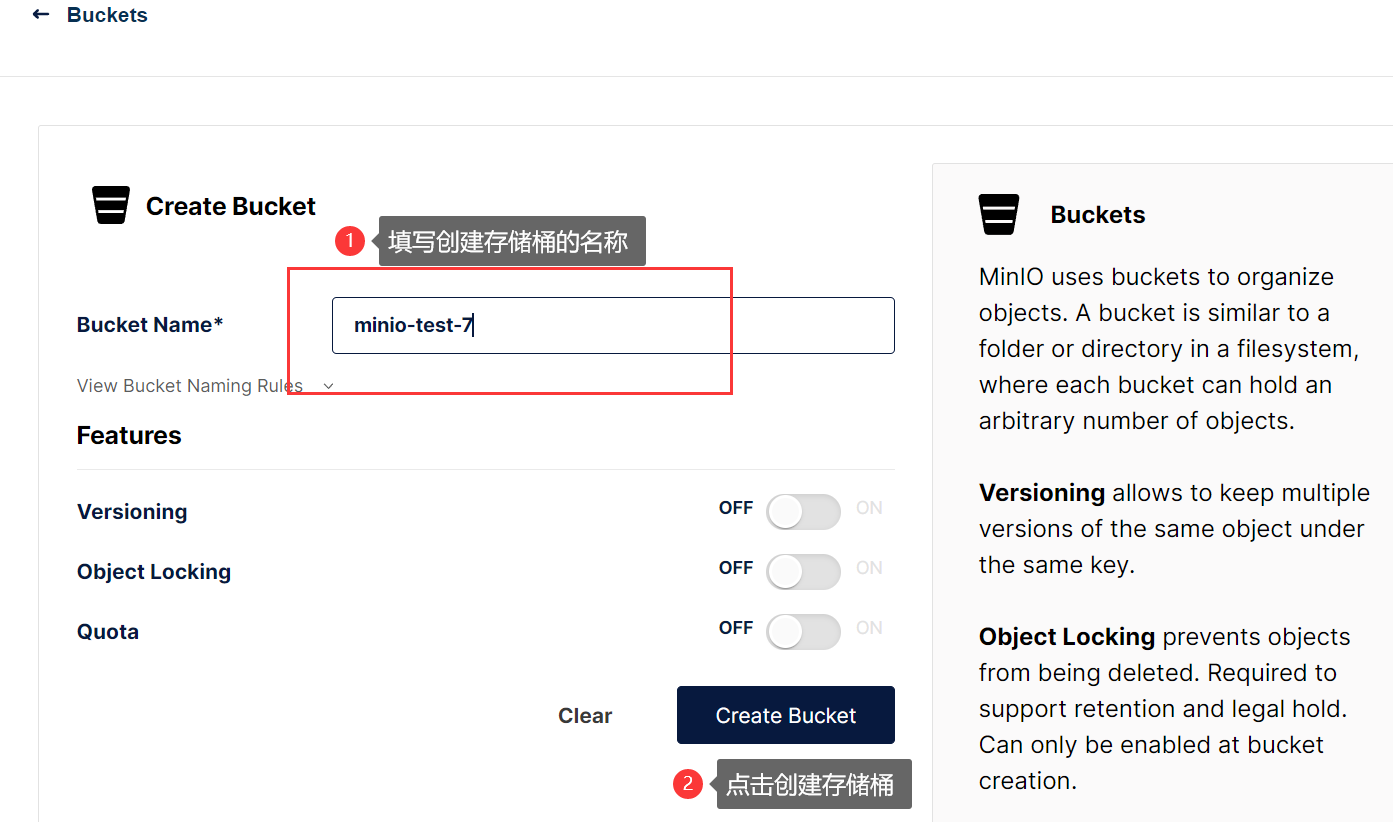 ← Buckets
Create Bucket
1 填写创建存储桶的名称
Bucket Name*
minio-test-7
View Bucket Naming Rules
Features
Versioning OFF ON
Object Locking OFF ON
Quota OFF ON
Clear Create Bucket
2 点击创建存储桶
Buckets
MinIO uses buckets to organize
objects. A bucket is similar to a
folder or directory in a filesystem,
where each bucket can hold an
arbitrary number of objects.
Versioning allows to keep multiple
versions of the same object under
the same key.
Object Locking prevents objects
from being deleted. Required to
support retention and legal hold.
Can only be enabled at bucket
creation.